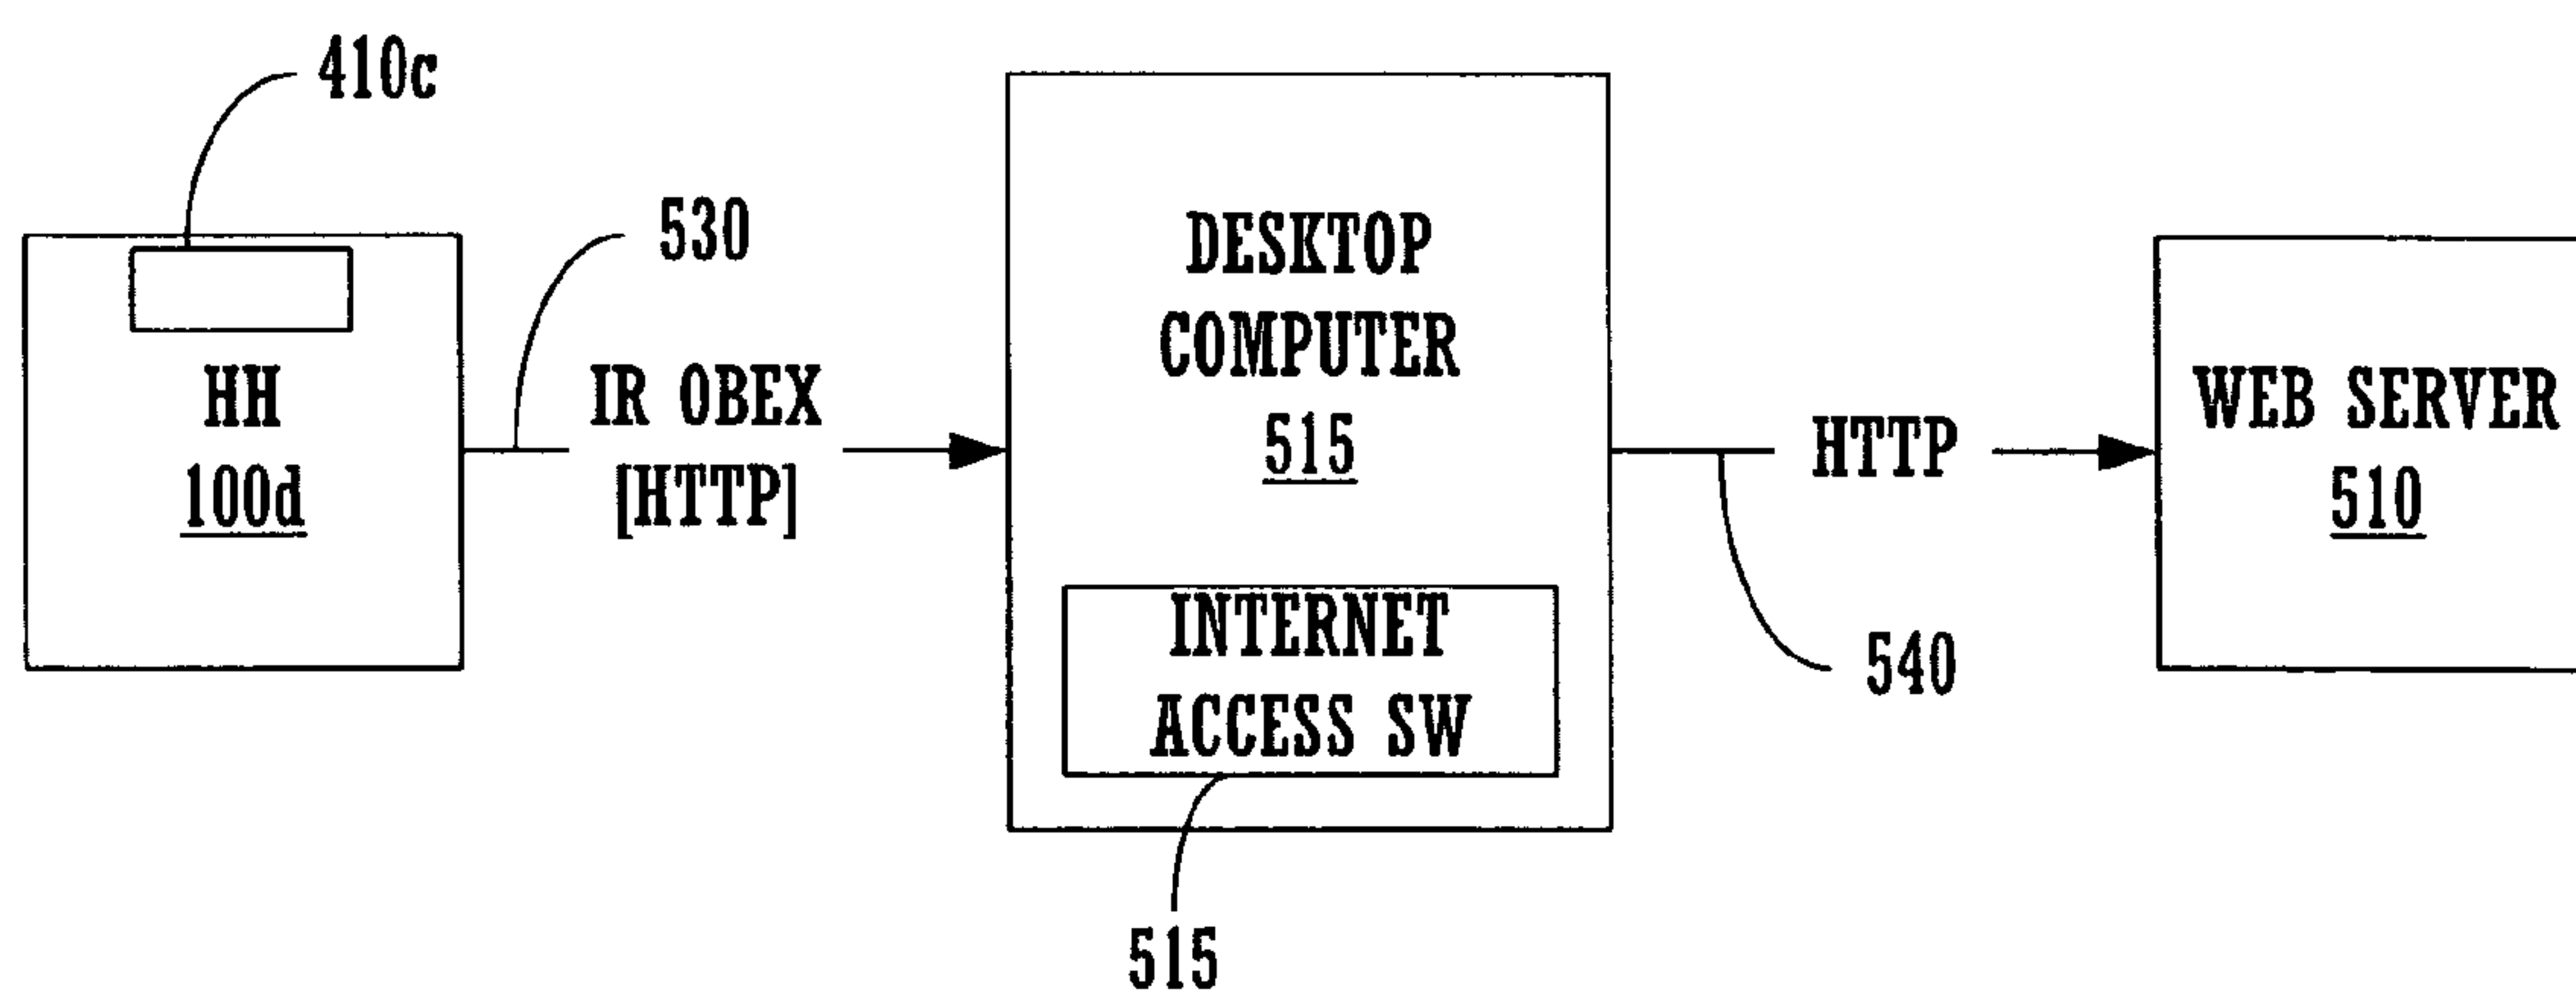 410c
530
HH
100d
IR OBEX
[HTTP]
DESKTOP
COMPUTER
515
INTERNET
ACCESS SW
515
HTTP
540
WEB SERVER
510